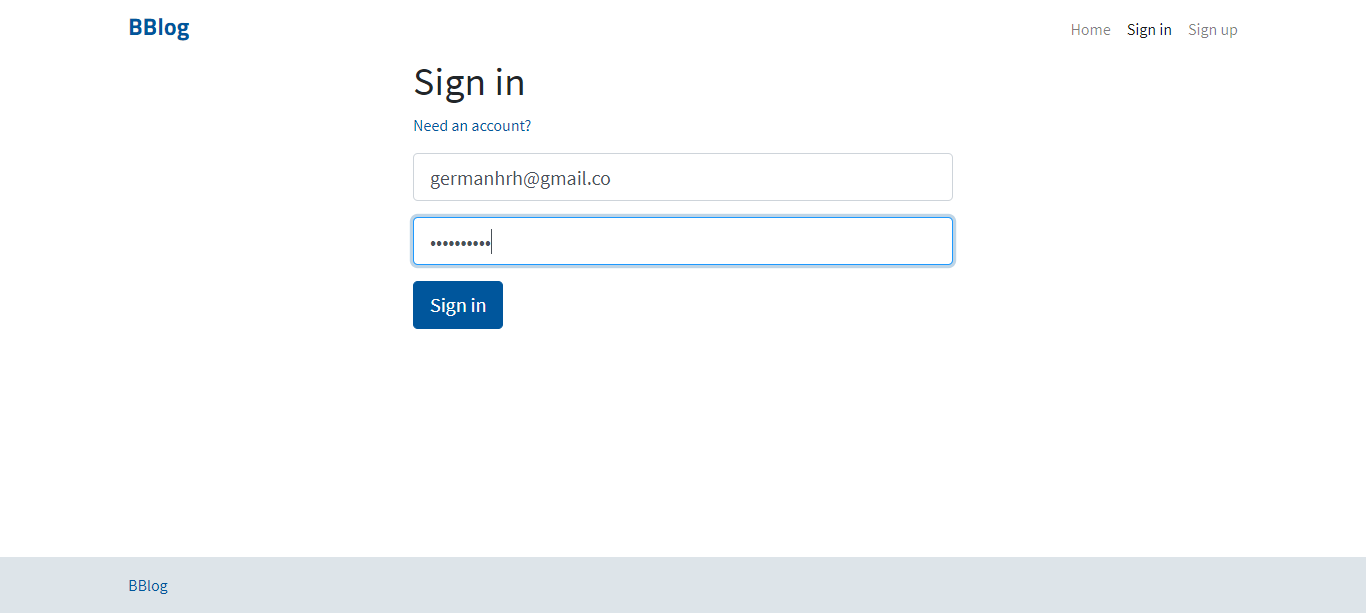 BBlog
Home Sign in Sign up
Sign in
Need an account?
germanhrh@gmail.co
••••••••••
Sign in
BBlog